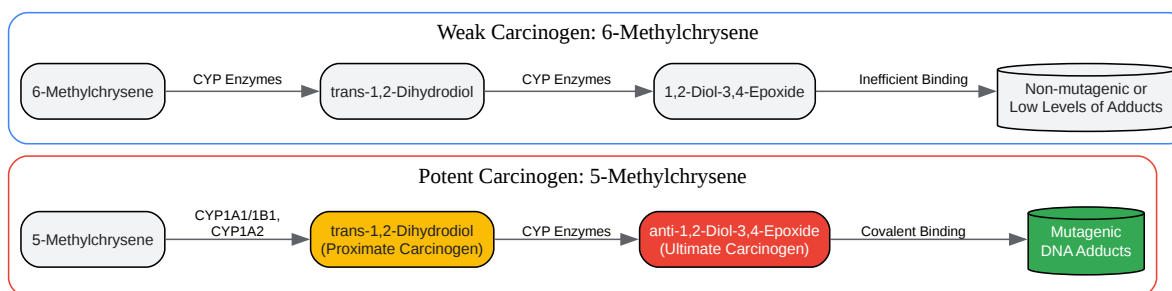 Weak Carcinogen: 6-Methylchrysene
6-Methylchrysene
CYP Enzymes
trans-1,2-Dihydrodiol
CYP Enzymes
1,2-Diol-3,4-Epoxide
Inefficient Binding
Non-mutagenic or
Low Levels of Adducts
Potent Carcinogen: 5-Methylchrysene
5-Methylchrysene
CYP1A1/1B1,
CYP1A2
trans-1,2-Dihydrodiol
(Proximate Carcinogen)
CYP Enzymes
anti-1,2-Diol-3,4-Epoxide
(Ultimate Carcinogen)
Covalent Binding
Mutagenic
DNA Adducts